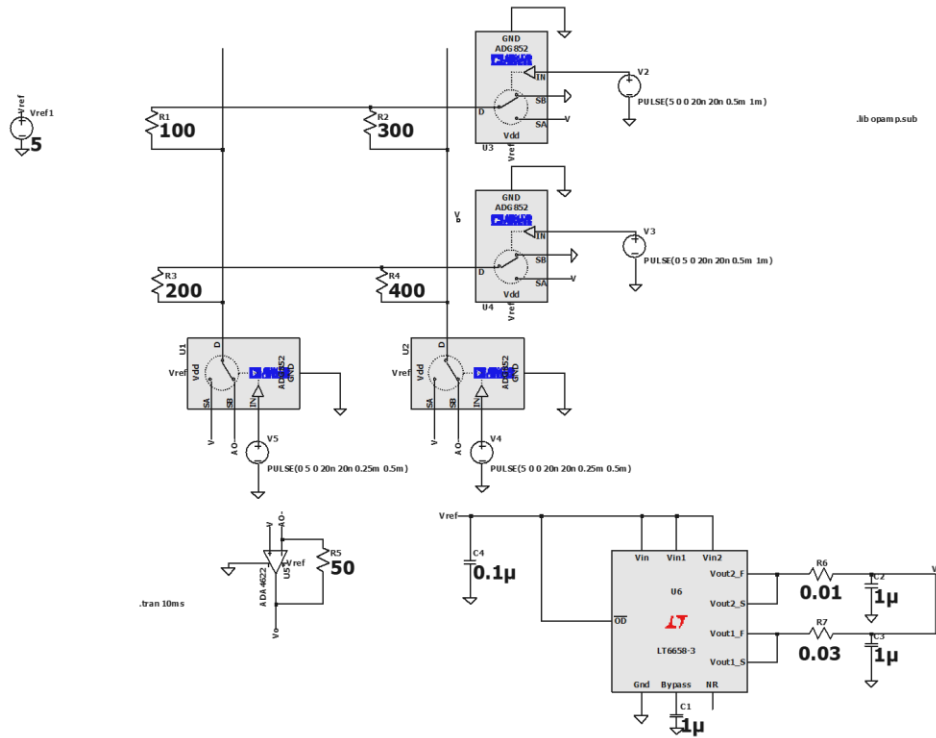 GND
ADG852
IN
SB
SA
D
Vdd
U3
Vref
V2
PULSE(5 0 0 20n 20n 0.5m 1m)
V
Vref
Vref1
5
R1
100
R2
300
.lib opamp.sub
GND
ADG852
IN
SB
SA
D
Vdd
U4
Vref
V3
PULSE(0 5 0 20n 20n 0.5m 1m)
V
V
R3
200
R4
400
U1
D
Vref
Vdd
GND
SA
SB
IN
V
AO-
V5
PULSE(0 5 0 20n 20n 0.25m 0.5m)
U2
D
Vref
Vdd
GND
SA
SB
IN
V
AO-
V4
PULSE(5 0 0 20n 20n 0.25m 0.5m)
V
AO-
Vref
U5
ADA4622
R5
50
Vo
.tran 10ms
Vref
C4
0.1µ
Vin
Vin1
Vin2
U6
OD
LT
LT6658-3
Vout2_F
Vout2_S
Vout1_F
Vout1_S
Gnd
Bypass
NR
C1
1µ
R6
0.01
C2
1µ
R7
0.03
C3
1µ
V